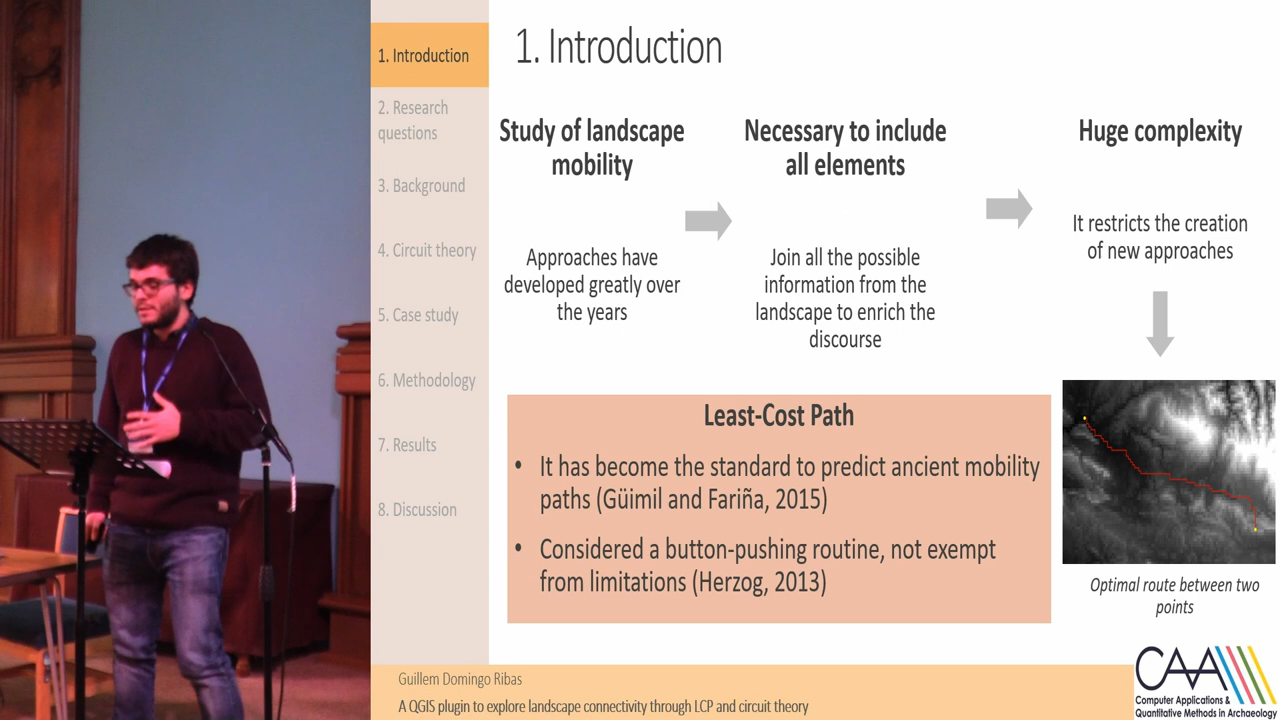 1. Introduction
2. Research
questions
3. Background
4. Circuit theory
5. Case study
6. Methodology
7. Results
8. Discussion
1. Introduction
Study of landscape
mobility
Approaches have
developed greatly over
the years
Necessary to include
all elements
Join all the possible
information from the
landscape to enrich the
discourse
Huge complexity
It restricts the creation
of new approaches
Least-Cost Path
• It has become the standard to predict ancient mobility
paths (Güimil and Fariña, 2015)
• Considered a button-pushing routine, not exempt
from limitations (Herzog, 2013)
Optimal route between two
points
Guillem Domingo Ribas
A QGIS plugin to explore landscape connectivity through LCP and circuit theory
CAA
Computer Applications &
Quantitative Methods in Archaeology